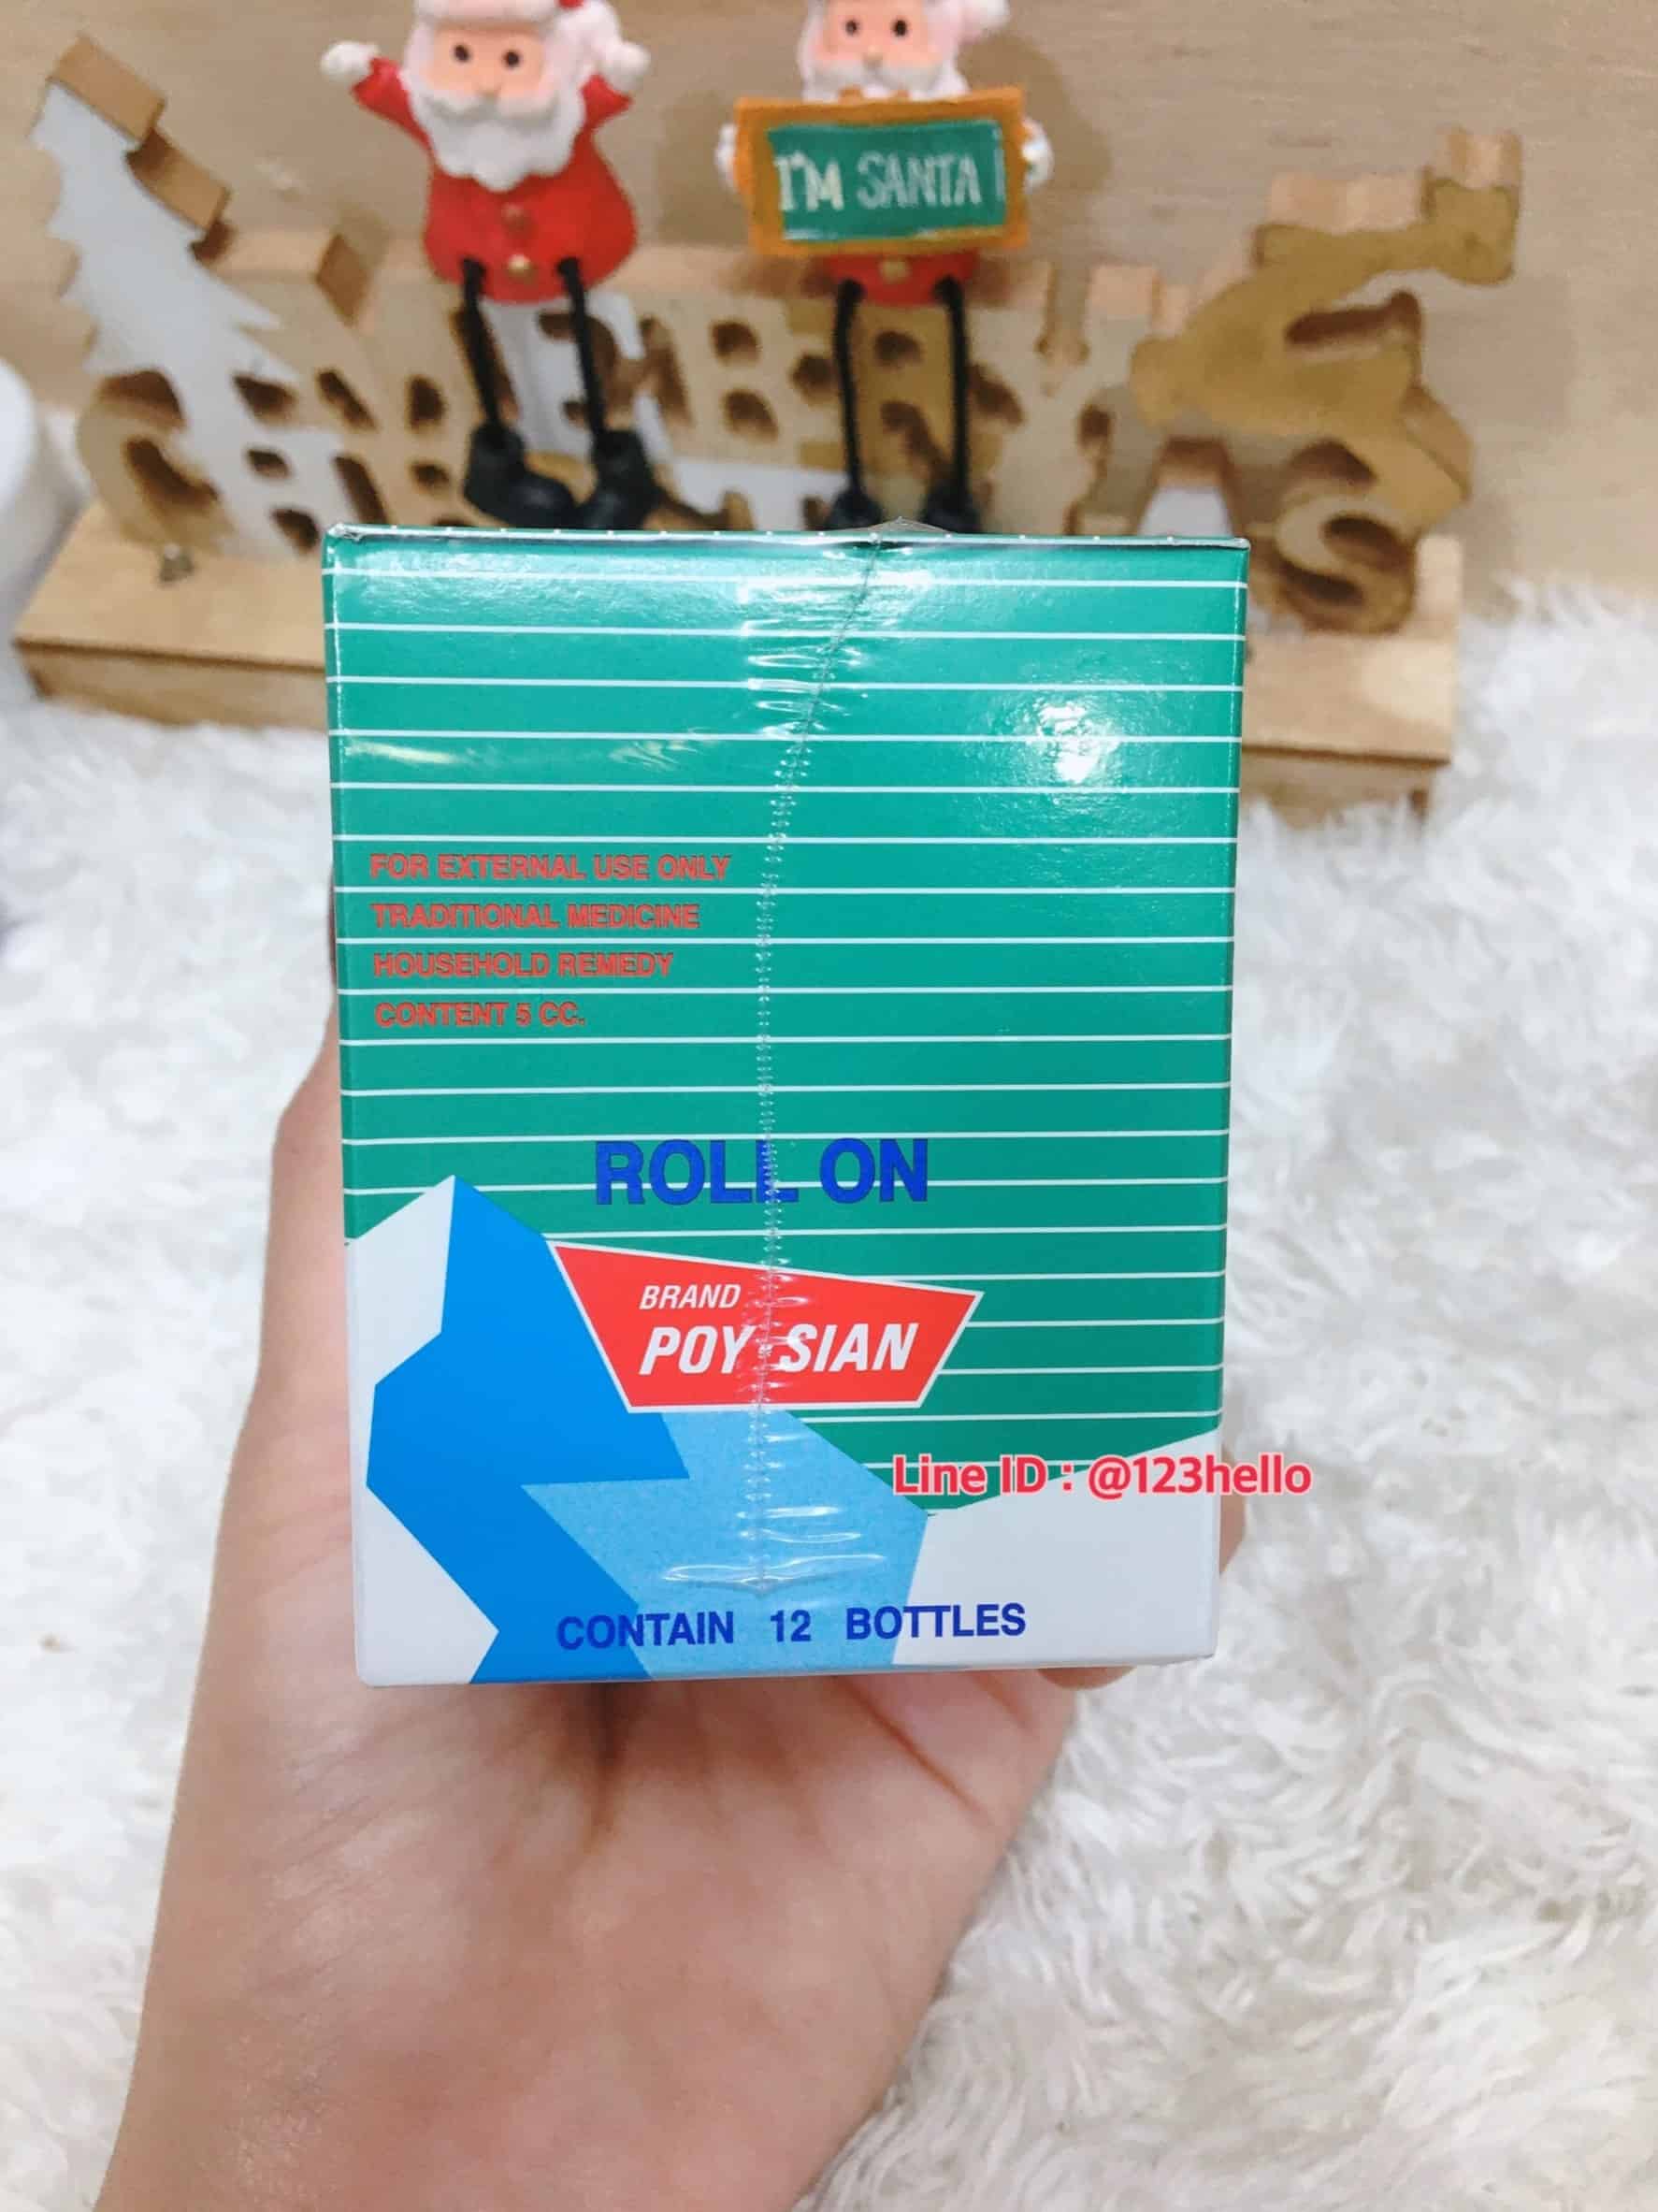 I'M SANTA
CHRISTMAS
FOR EXTERNAL USE ONLY
TRADITIONAL MEDICINE
HOUSEHOLD REMEDY
CONTENT 5 CC.
ROLL ON
BRAND
POY-SIAN
Line ID : @123hello
CONTAIN 12 BOTTLES